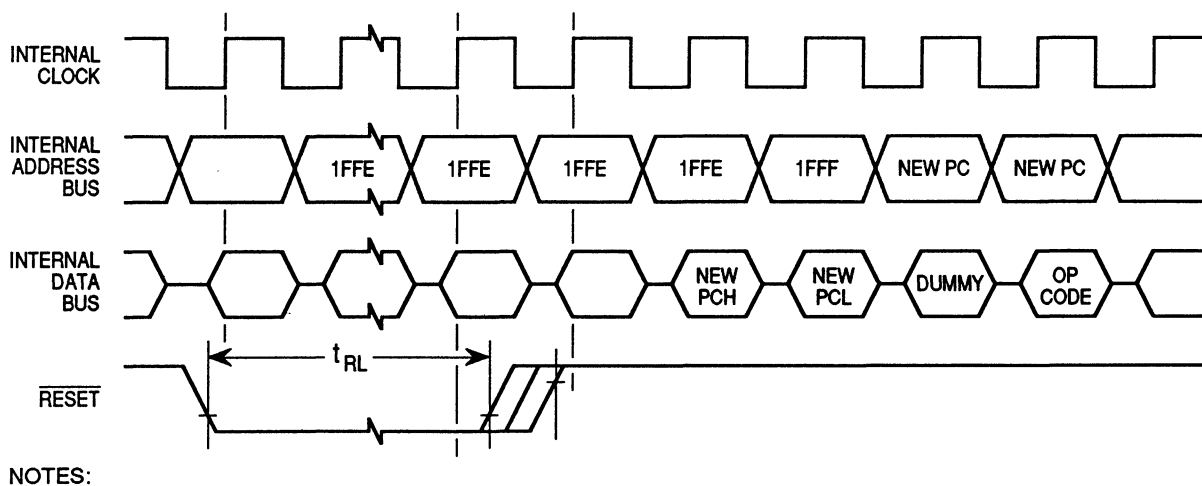 INTERNAL
CLOCK
INTERNAL
ADDRESS
BUS
1FFE
1FFE
1FFE
1FFE
1FFF
NEW PC
NEW PC
INTERNAL
DATA
BUS
NEW
PCH
NEW
PCL
DUMMY
OP
CODE
tRL
RESET
NOTES: